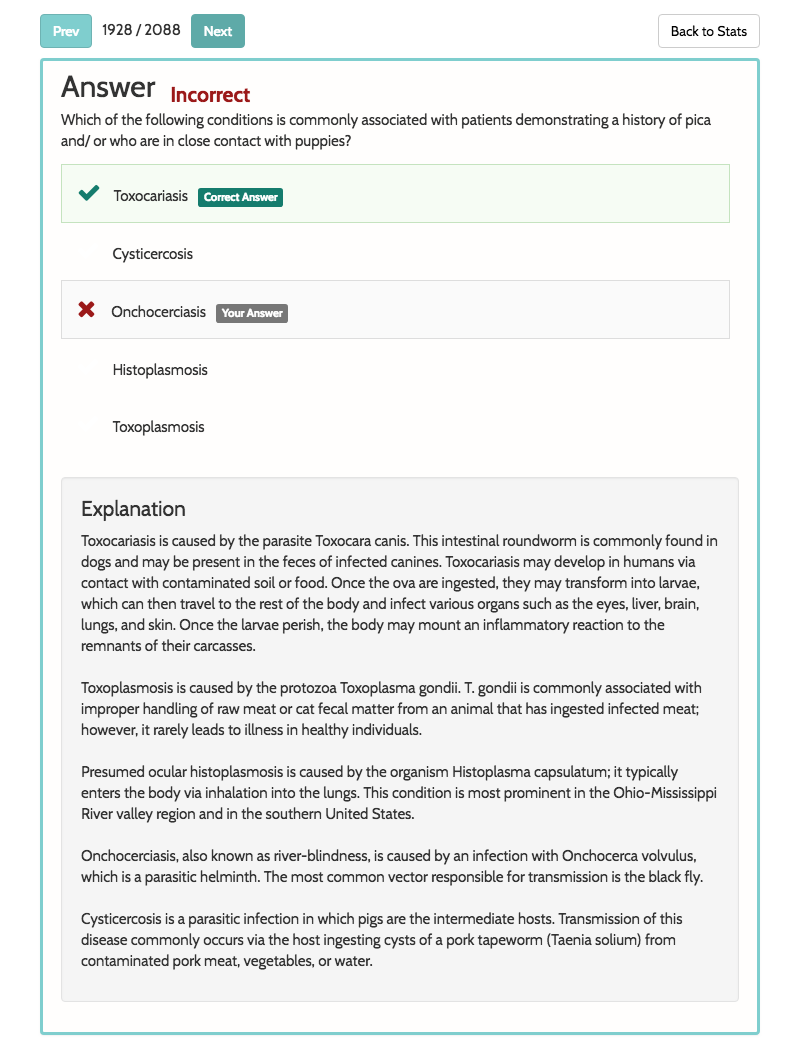 Prev 1928 / 2088 Next Back to Stats
Answer Incorrect
Which of the following conditions is commonly associated with patients demonstrating a history of pica
and/ or who are in close contact with puppies?
Toxocariasis Correct Answer
Cysticercosis
Onchocerciasis Your Answer
Histoplasmosis
Toxoplasmosis
Explanation
Toxocariasis is caused by the parasite Toxocara canis. This intestinal roundworm is commonly found in
dogs and may be present in the feces of infected canines. Toxocariasis may develop in humans via
contact with contaminated soil or food. Once the ova are ingested, they may transform into larvae,
which can then travel to the rest of the body and infect various organs such as the eyes, liver, brain,
lungs, and skin. Once the larvae perish, the body may mount an inflammatory reaction to the
remnants of their carcasses.
Toxoplasmosis is caused by the protozoa Toxoplasma gondii. T. gondii is commonly associated with
improper handling of raw meat or cat fecal matter from an animal that has ingested infected meat;
however, it rarely leads to illness in healthy individuals.
Presumed ocular histoplasmosis is caused by the organism Histoplasma capsulatum; it typically
enters the body via inhalation into the lungs. This condition is most prominent in the Ohio-Mississippi
River valley region and in the southern United States.
Onchocerciasis, also known as river-blindness, is caused by an infection with Onchocerca volvulus,
which is a parasitic helminth. The most common vector responsible for transmission is the black fly.
Cysticercosis is a parasitic infection in which pigs are the intermediate hosts. Transmission of this
disease commonly occurs via the host ingesting cysts of a pork tapeworm (Taenia solium) from
contaminated pork meat, vegetables, or water.